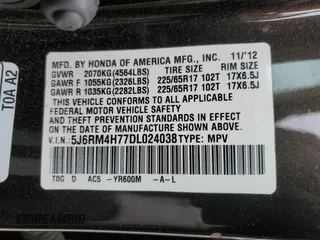 TOA A2
MFD. BY HONDA OF AMERICA MFG., INC. 11/'12
GVWR 2070KG(4564LBS) TIRE SIZE RIM SIZE
GAWR F 1055KG(2326LBS) 225/65R17 102T 17X6.5J
GAWR R 1035KG(2282LBS) 225/65R17 102T 17X6.5J
THIS VEHICLE CONFORMS TO ALL APPLICABLE FEDERAL
MOTOR VEHICLE SAFETY AND THEFT PREVENTION
STANDARDS IN EFFECT ON THE DATE OF MANUFACTURE
SHOWN ABOVE.
V.I.N.: 5J6RM4H77DL024038 TYPE: MPV
T0G D AC5 -YR600M -A-L